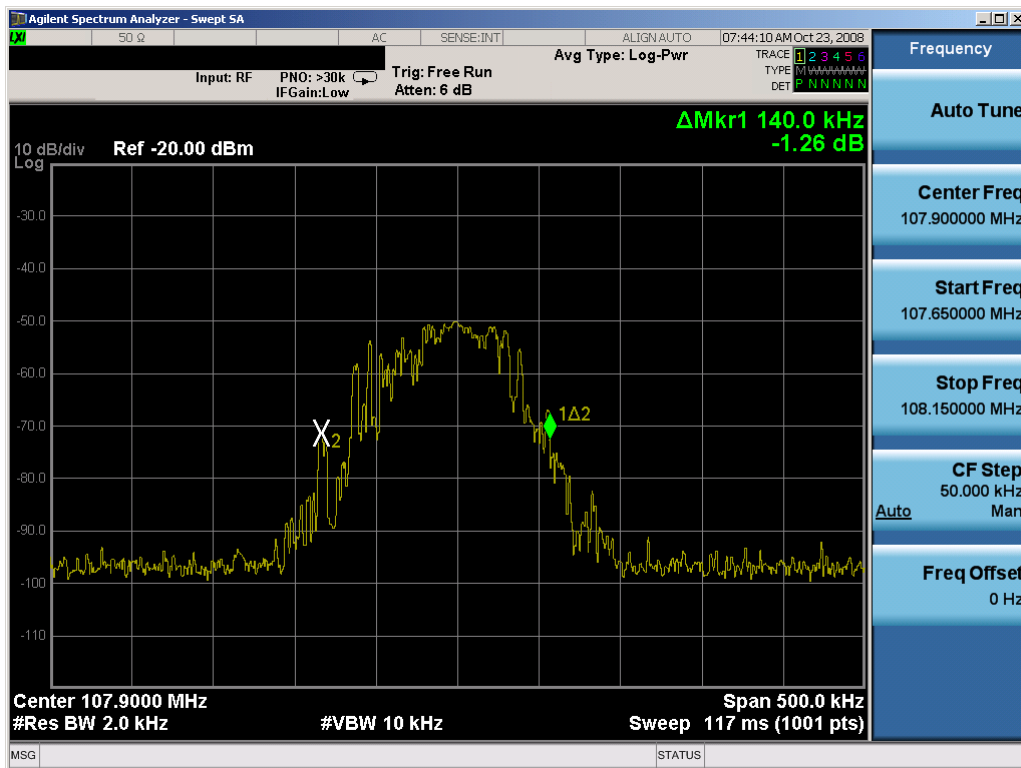 Agilent Spectrum Analyzer - Swept SA
LXI 50 Ω AC SENSE:INT ALIGN AUTO 07:44:10 AM Oct 23, 2008
Input: RF PNO: >30k IFGain:Low Trig: Free Run Atten: 6 dB Avg Type: Log-Pwr
TRACE 1 2 3 4 5 6
TYPE M WWWWW
DET P N N N N N
ΔMkr1 140.0 kHz
-1.26 dB
10 dB/div Ref -20.00 dBm
Log
-30.0
-40.0
-50.0
-60.0
-70.0
-80.0
-90.0
-100
-110
X2
1Δ2
Center 107.9000 MHz Span 500.0 kHz
#Res BW 2.0 kHz #VBW 10 kHz Sweep 117 ms (1001 pts)
MSG STATUS
Frequency
Auto Tune
Center Freq
107.900000 MHz
Start Freq
107.650000 MHz
Stop Freq
108.150000 MHz
CF Step
50.000 kHz
Auto Man
Freq Offset
0 Hz